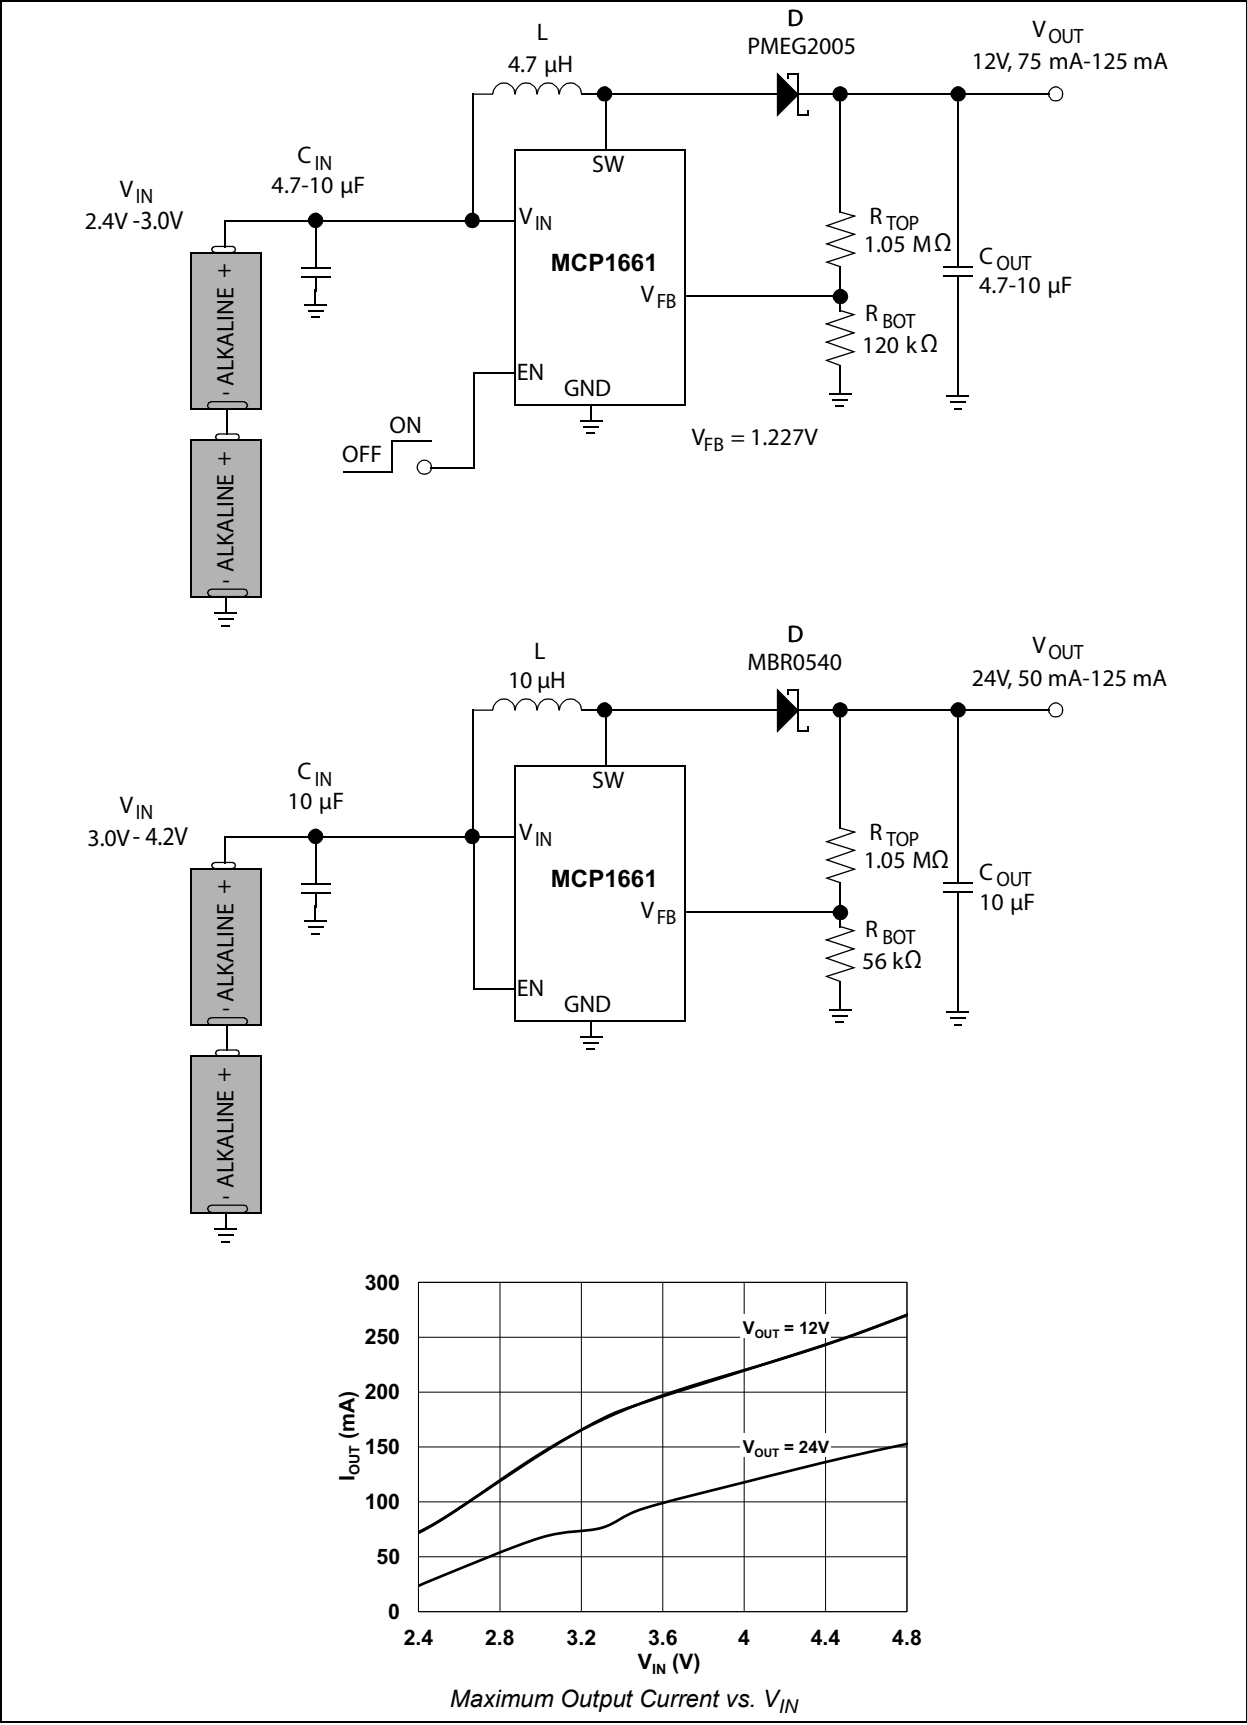 D
PMEG2005
L
4.7 µH
VOUT
12V, 75 mA-125 mA
CIN
4.7-10 µF
VIN
2.4V -3.0V
SW
VIN
MCP1661
VFB
EN
GND
RTOP
1.05 MΩ
COUT
4.7-10 µF
RBOT
120 kΩ
- ALKALINE +
- ALKALINE +
ON
OFF
VFB = 1.227V
D
MBR0540
L
10 µH
VOUT
24V, 50 mA-125 mA
CIN
10 µF
VIN
3.0V - 4.2V
SW
VIN
MCP1661
VFB
EN
GND
RTOP
1.05 MΩ
COUT
10 µF
RBOT
56 kΩ
- ALKALINE +
- ALKALINE +
300
250
200
150
100
50
0
IOUT (mA)
VOUT = 12V
VOUT = 24V
2.4 2.8 3.2 3.6 4 4.4 4.8
VIN (V)
Maximum Output Current vs. VIN